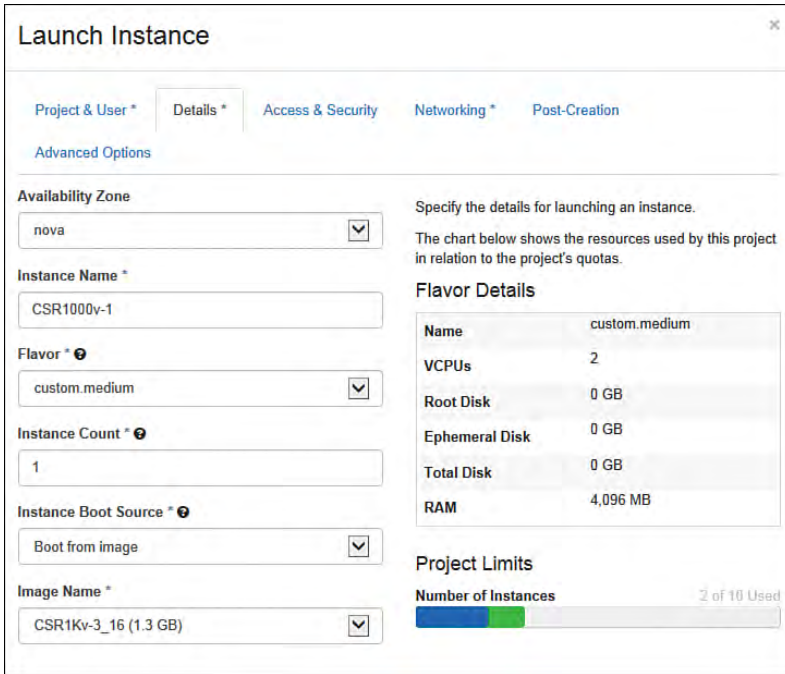 Launch Instance
×
Project & User * Details * Access & Security Networking * Post-Creation
Advanced Options
Availability Zone
nova
Instance Name *
CSR1000v-1
Flavor *
custom.medium
Instance Count *
1
Instance Boot Source *
Boot from image
Image Name *
CSR1Kv-3_16 (1.3 GB)
Specify the details for launching an instance.
The chart below shows the resources used by this project
in relation to the project's quotas.
Flavor Details
Name custom.medium
VCPUs 2
Root Disk 0 GB
Ephemeral Disk 0 GB
Total Disk 0 GB
RAM 4,096 MB
Project Limits
Number of Instances 2 of 10 Used